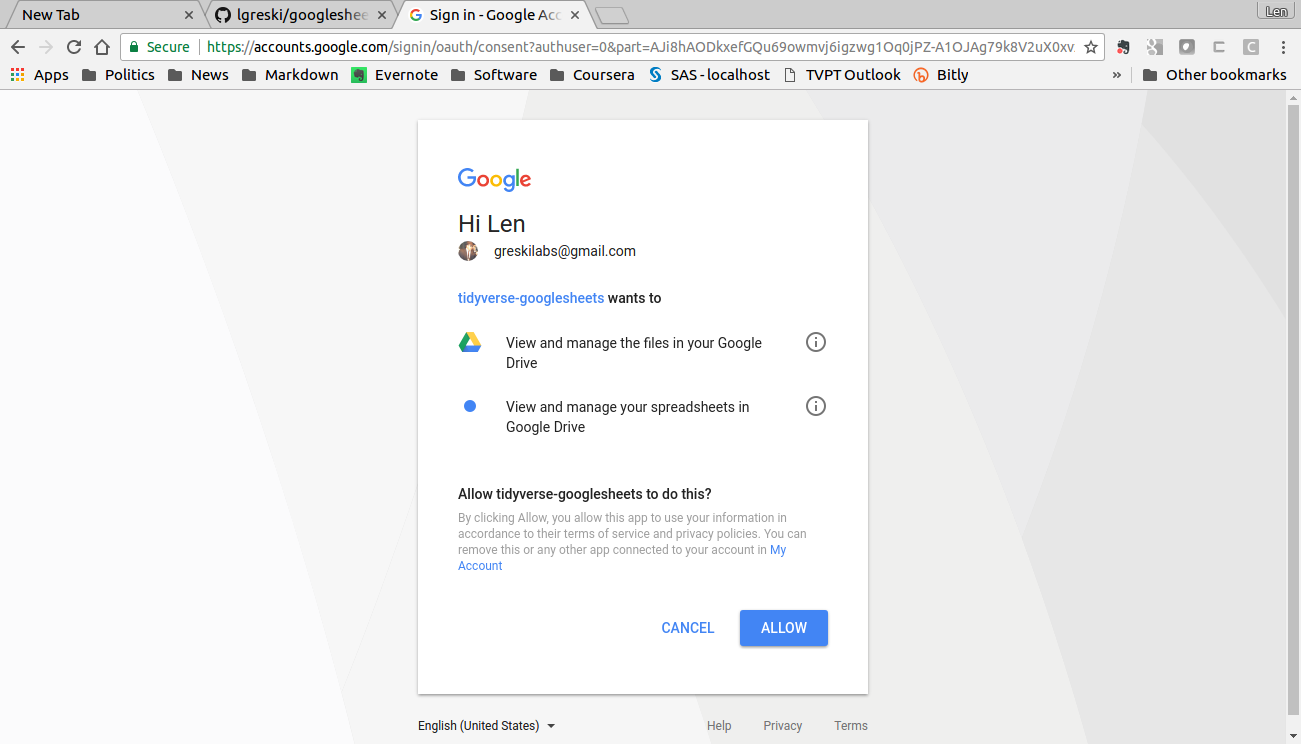 New Tab
lgreski/googleshee
Sign in - Google Acc
Len
Secure
https://accounts.google.com/signin/oauth/consent?authuser=0&part=AJi8hAODkxefGQu69owmvj6igzwg1Oq0jPZ-A1OJAg79k8V2uX0xv
Apps
Politics
News
Markdown
Evernote
Software
Coursera
SAS - localhost
TVPT Outlook
Bitly
»
Other bookmarks
Google
Hi Len
greskilabs@gmail.com
tidyverse-googlesheets wants to
View and manage the files in your Google
Drive
View and manage your spreadsheets in
Google Drive
Allow tidyverse-googlesheets to do this?
By clicking Allow, you allow this app to use your information in
accordance to their terms of service and privacy policies. You can
remove this or any other app connected to your account in My
Account
CANCEL
ALLOW
English (United States)
Help
Privacy
Terms